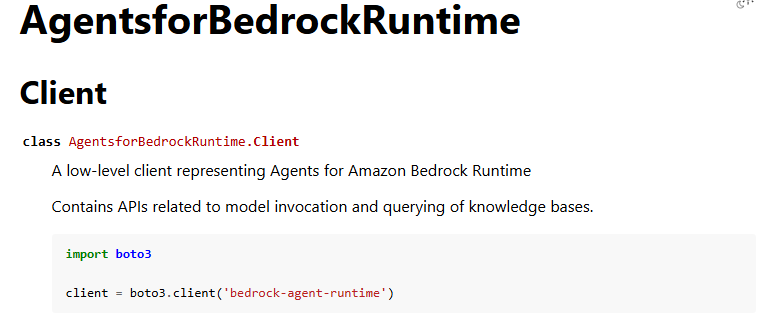 AgentsforBedrockRuntime
Client
class AgentsforBedrockRuntime.Client
A low-level client representing Agents for Amazon Bedrock Runtime
Contains APIs related to model invocation and querying of knowledge bases.
import boto3
client = boto3.client('bedrock-agent-runtime')